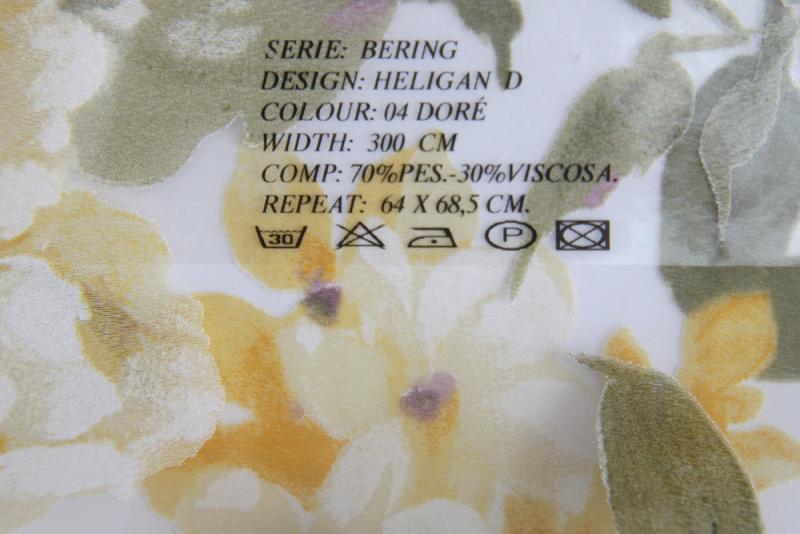 SERIE: BERING
DESIGN: HELIGAN D
COLOUR: 04 DORÉ
WIDTH: 300 CM
COMP: 70%PES.-30%VISCOSA.
REPEAT: 64 X 68,5 CM.
30 P